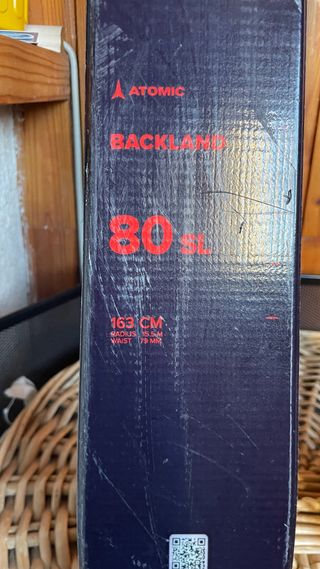 ATOMIC
BACKLAND
80 SL
163 CM
RADIUS 15.5 M
WAIST 79 MM